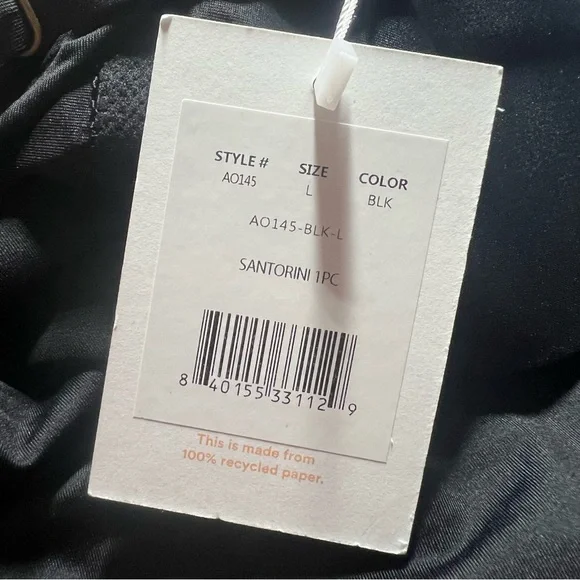 STYLE # SIZE COLOR
AO145 L BLK
AO145-BLK-L
SANTORINI 1PC
8 40155 33112 9
This is made from
100% recycled paper.